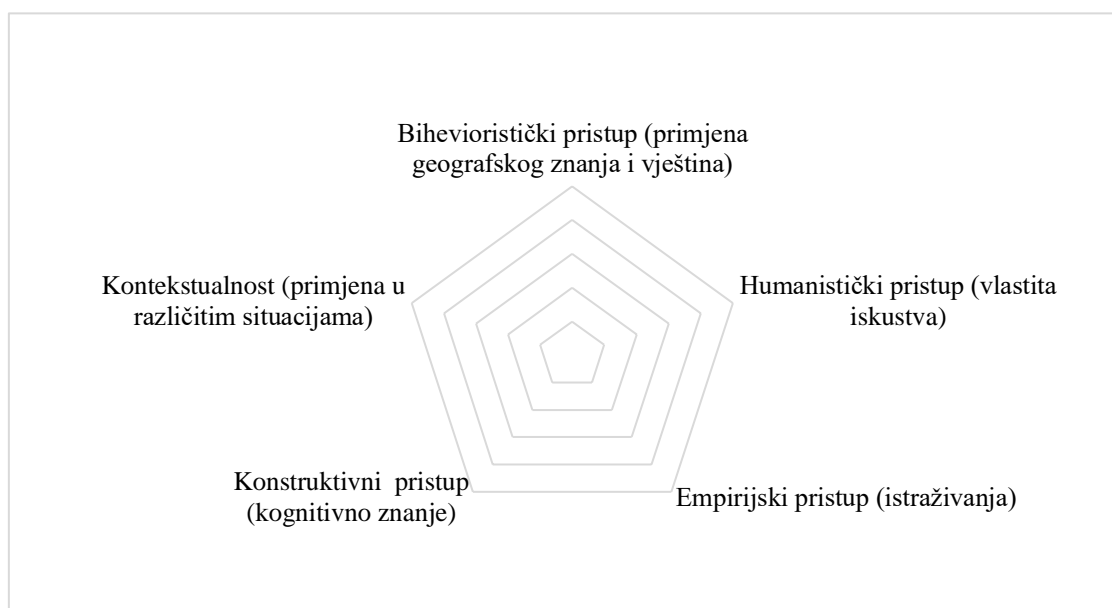 Bihevioristički pristup (primjena
geografskog znanja i vještina)
Kontekstualnost (primjena u
različitim situacijama)
Humanistički pristup (vlastita
iskustva)
Konstruktivni pristup
(kognitivno znanje)
Empirijski pristup (istraživanja)